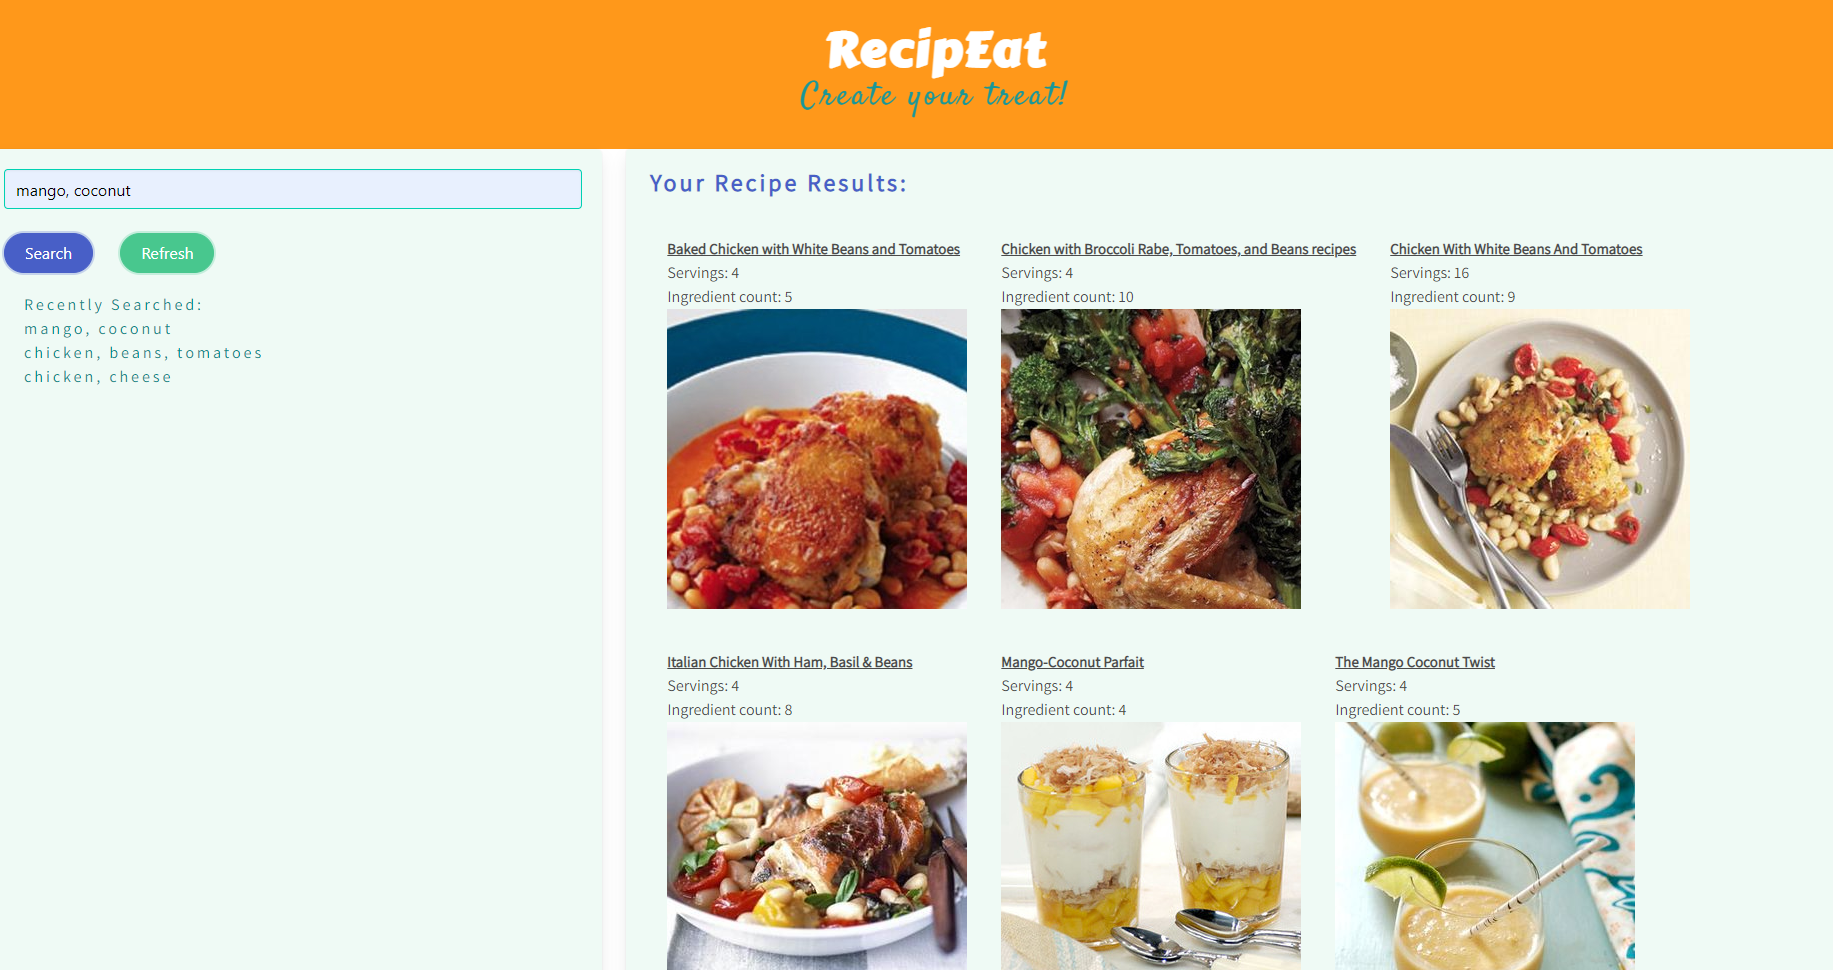 RecipEat
Create your treat!
mango, coconut
Search
Refresh
Recently Searched:
mango, coconut
chicken, beans, tomatoes
chicken, cheese
Your Recipe Results:
Baked Chicken with White Beans and Tomatoes
Servings: 4
Ingredient count: 5
Chicken with Broccoli Rabe, Tomatoes, and Beans recipes
Servings: 4
Ingredient count: 10
Chicken With White Beans And Tomatoes
Servings: 16
Ingredient count: 9
Italian Chicken With Ham, Basil & Beans
Servings: 4
Ingredient count: 8
Mango-Coconut Parfait
Servings: 4
Ingredient count: 4
The Mango Coconut Twist
Servings: 4
Ingredient count: 5